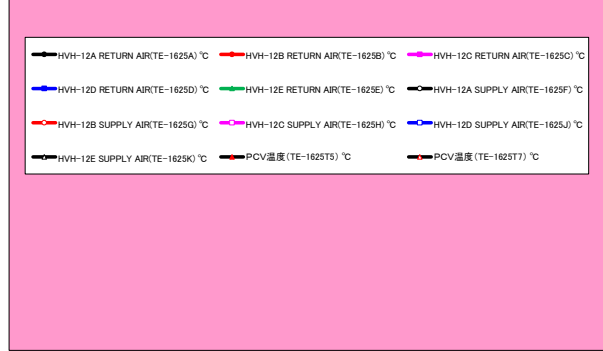 HVH-12A RETURN AIR(TE-1625A) ℃ HVH-12B RETURN AIR(TE-1625B) ℃ HVH-12C RETURN AIR(TE-1625C) ℃
HVH-12D RETURN AIR(TE-1625D) ℃ HVH-12E RETURN AIR(TE-1625E) ℃ HVH-12A SUPPLY AIR(TE-1625F) ℃
HVH-12B SUPPLY AIR(TE-1625G) ℃ HVH-12C SUPPLY AIR(TE-1625H) ℃ HVH-12D SUPPLY AIR(TE-1625J) ℃
HVH-12E SUPPLY AIR(TE-1625K) ℃ PCV温度(TE-1625T5) ℃ PCV温度(TE-1625T7) ℃